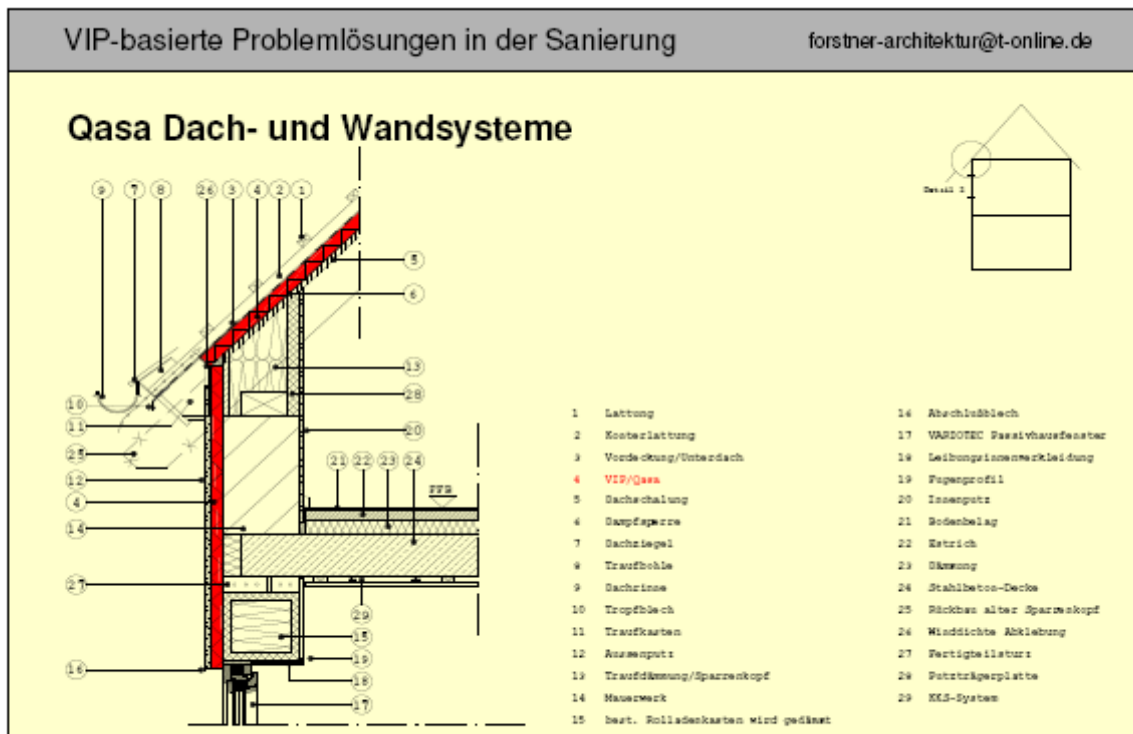 VIP-basierte Problemlösungen in der Sanierung forstner-architektur@t-online.de
Qasa Dach- und Wandsysteme
9 7 8 26 3 4 2 1
5
6
13
28
10
11
20
25
21 22 23 24 FFB
12
4
14
27
29
15
19
16
18
17
1 Lattung
2 Konterlattung
3 Vordeckung/Unterdach
4 VIP/Qasa
5 Dachschalung
6 Dampfsperre
7 Dachziegel
8 Traufbohle
9 Dachrinne
10 Tropfblech
11 Traufkasten
12 Aussenputz
13 Traufdämmung/Sparrenkopf
14 Mauerwerk
15 best. Rolladenkasten wird gedämmt
16 Abschlußblech
17 VARIOTEC Passivhausfenster
18 Leibungsinnenverkleidung
19 Fugenprofil
20 Innenputz
21 Bodenbelag
22 Estrich
23 Dämmung
24 Stahlbeton-Decke
25 Rückbau alter Sparrenkopf
26 Winddichte Abklebung
27 Fertigteilsturz
28 Putzträgerplatte
29 KKS-System